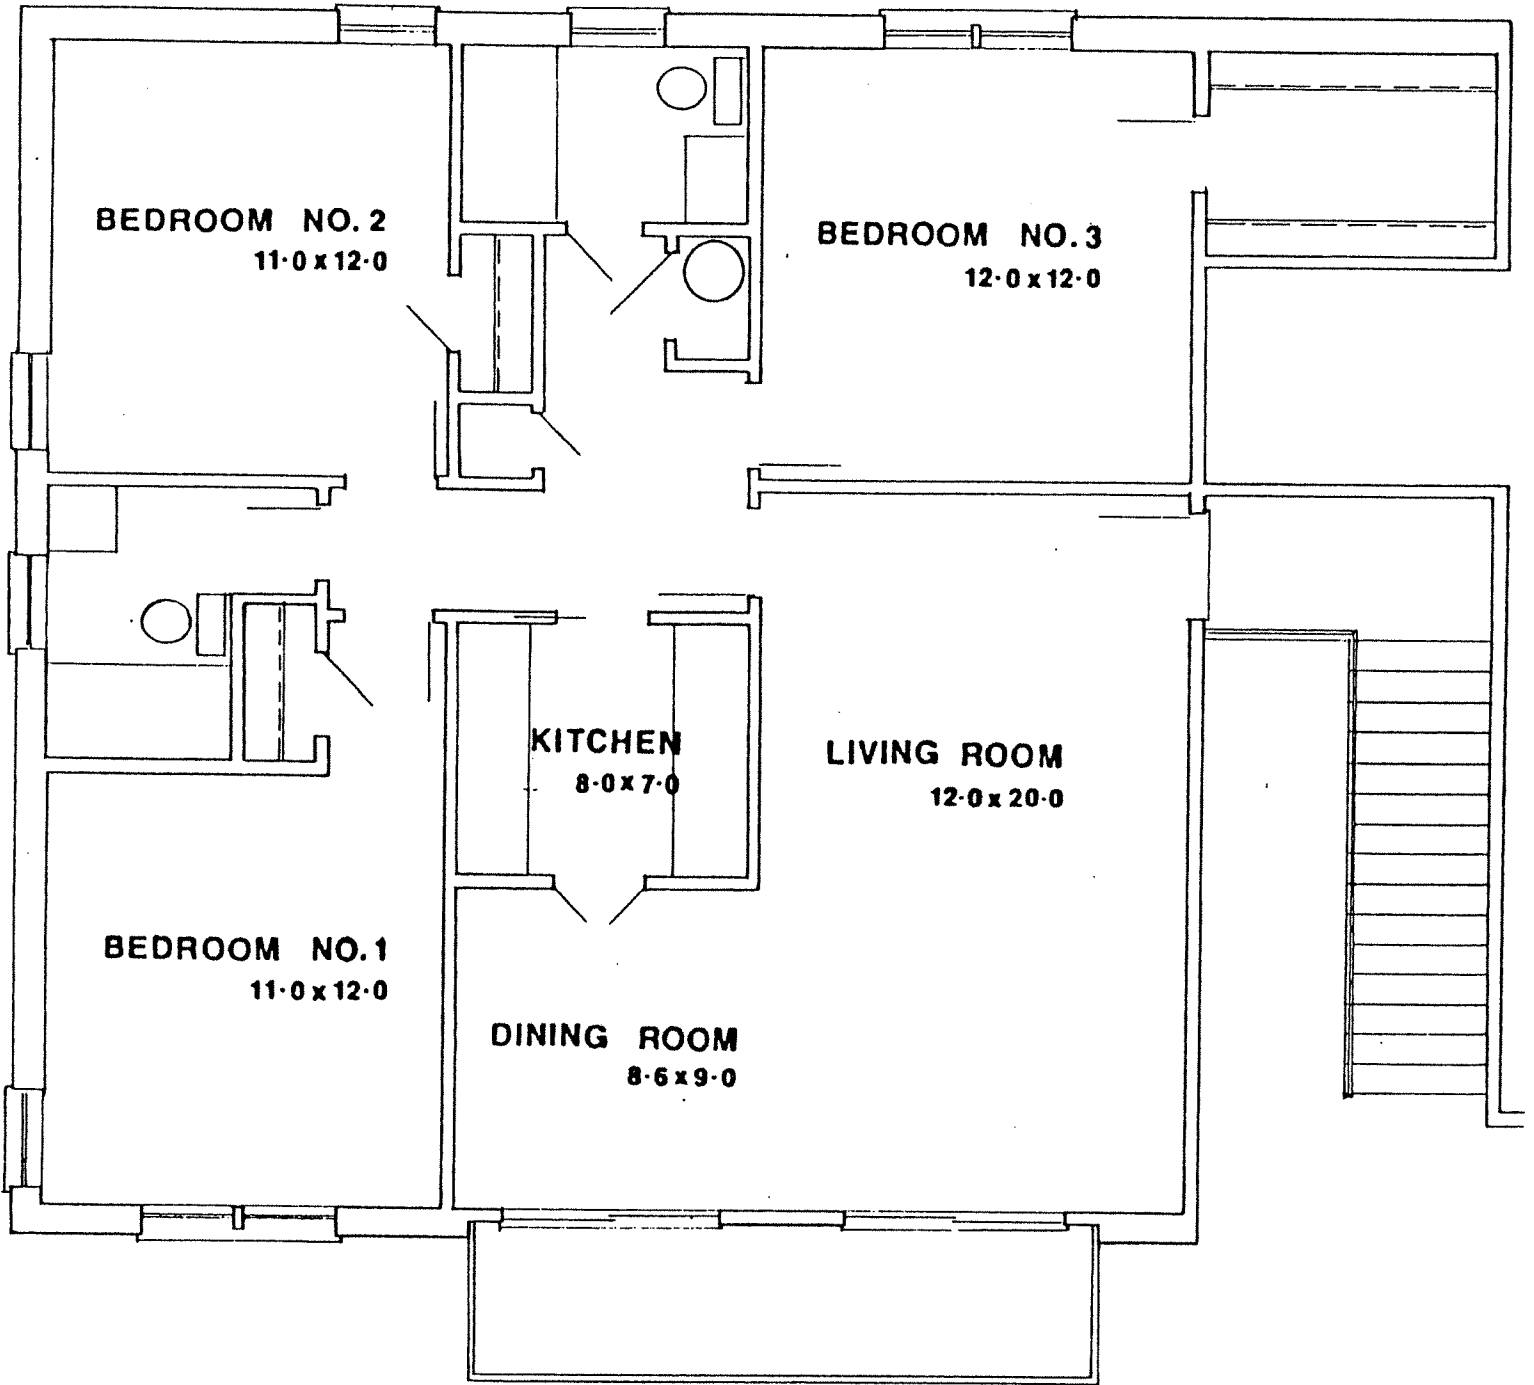 BEDROOM NO. 2
11·0 x 12·0
BEDROOM NO. 3
12·0 x 12·0
KITCHEN
8·0 x 7·0
LIVING ROOM
12·0 x 20·0
BEDROOM NO. 1
11·0 x 12·0
DINING ROOM
8·6 x 9·0